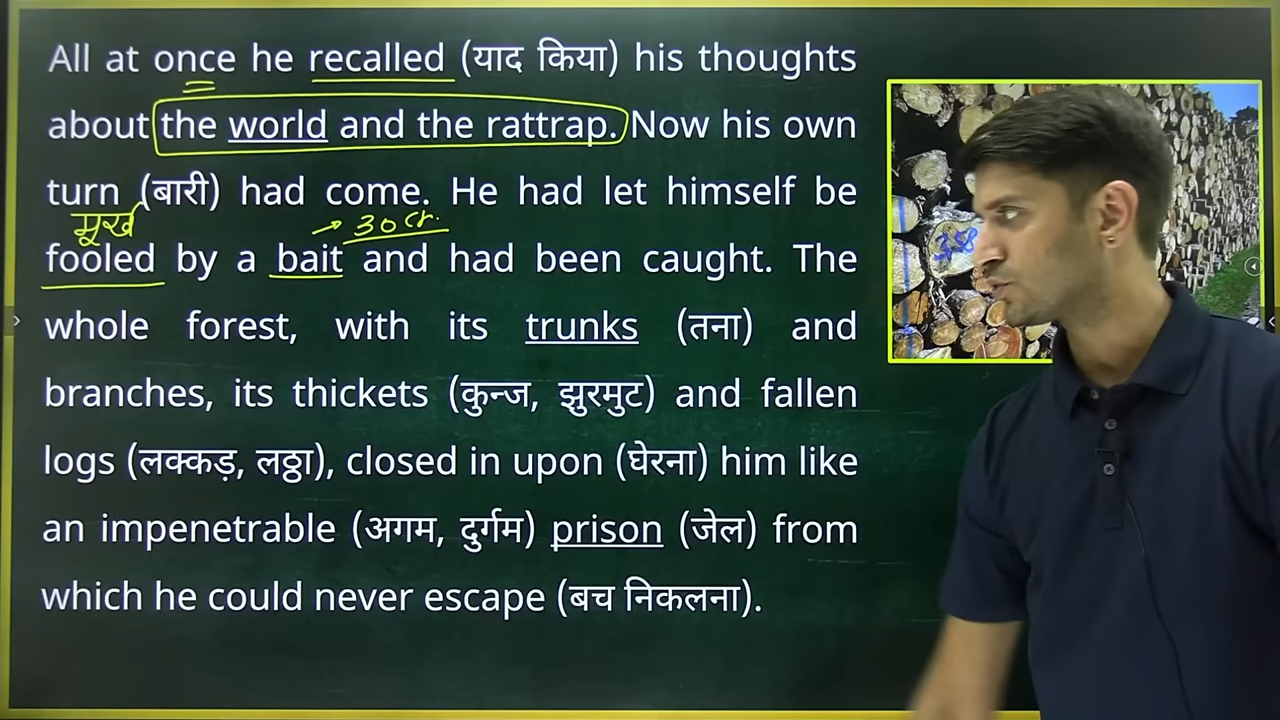 All at once he recalled (याद किया) his thoughts
about the world and the rattrap. Now his own
turn (बारी) had come. He had let himself be
मूर्ख → 30 cr.
fooled by a bait and had been caught. The
whole forest, with its trunks (तना) and
branches, its thickets (कुन्ज, झुरमुट) and fallen
logs (लक्कड़, लठ्ठा), closed in upon (घेरना) him like
an impenetrable (अगम, दुर्गम) prison (जेल) from
which he could never escape (बच निकलना).
358